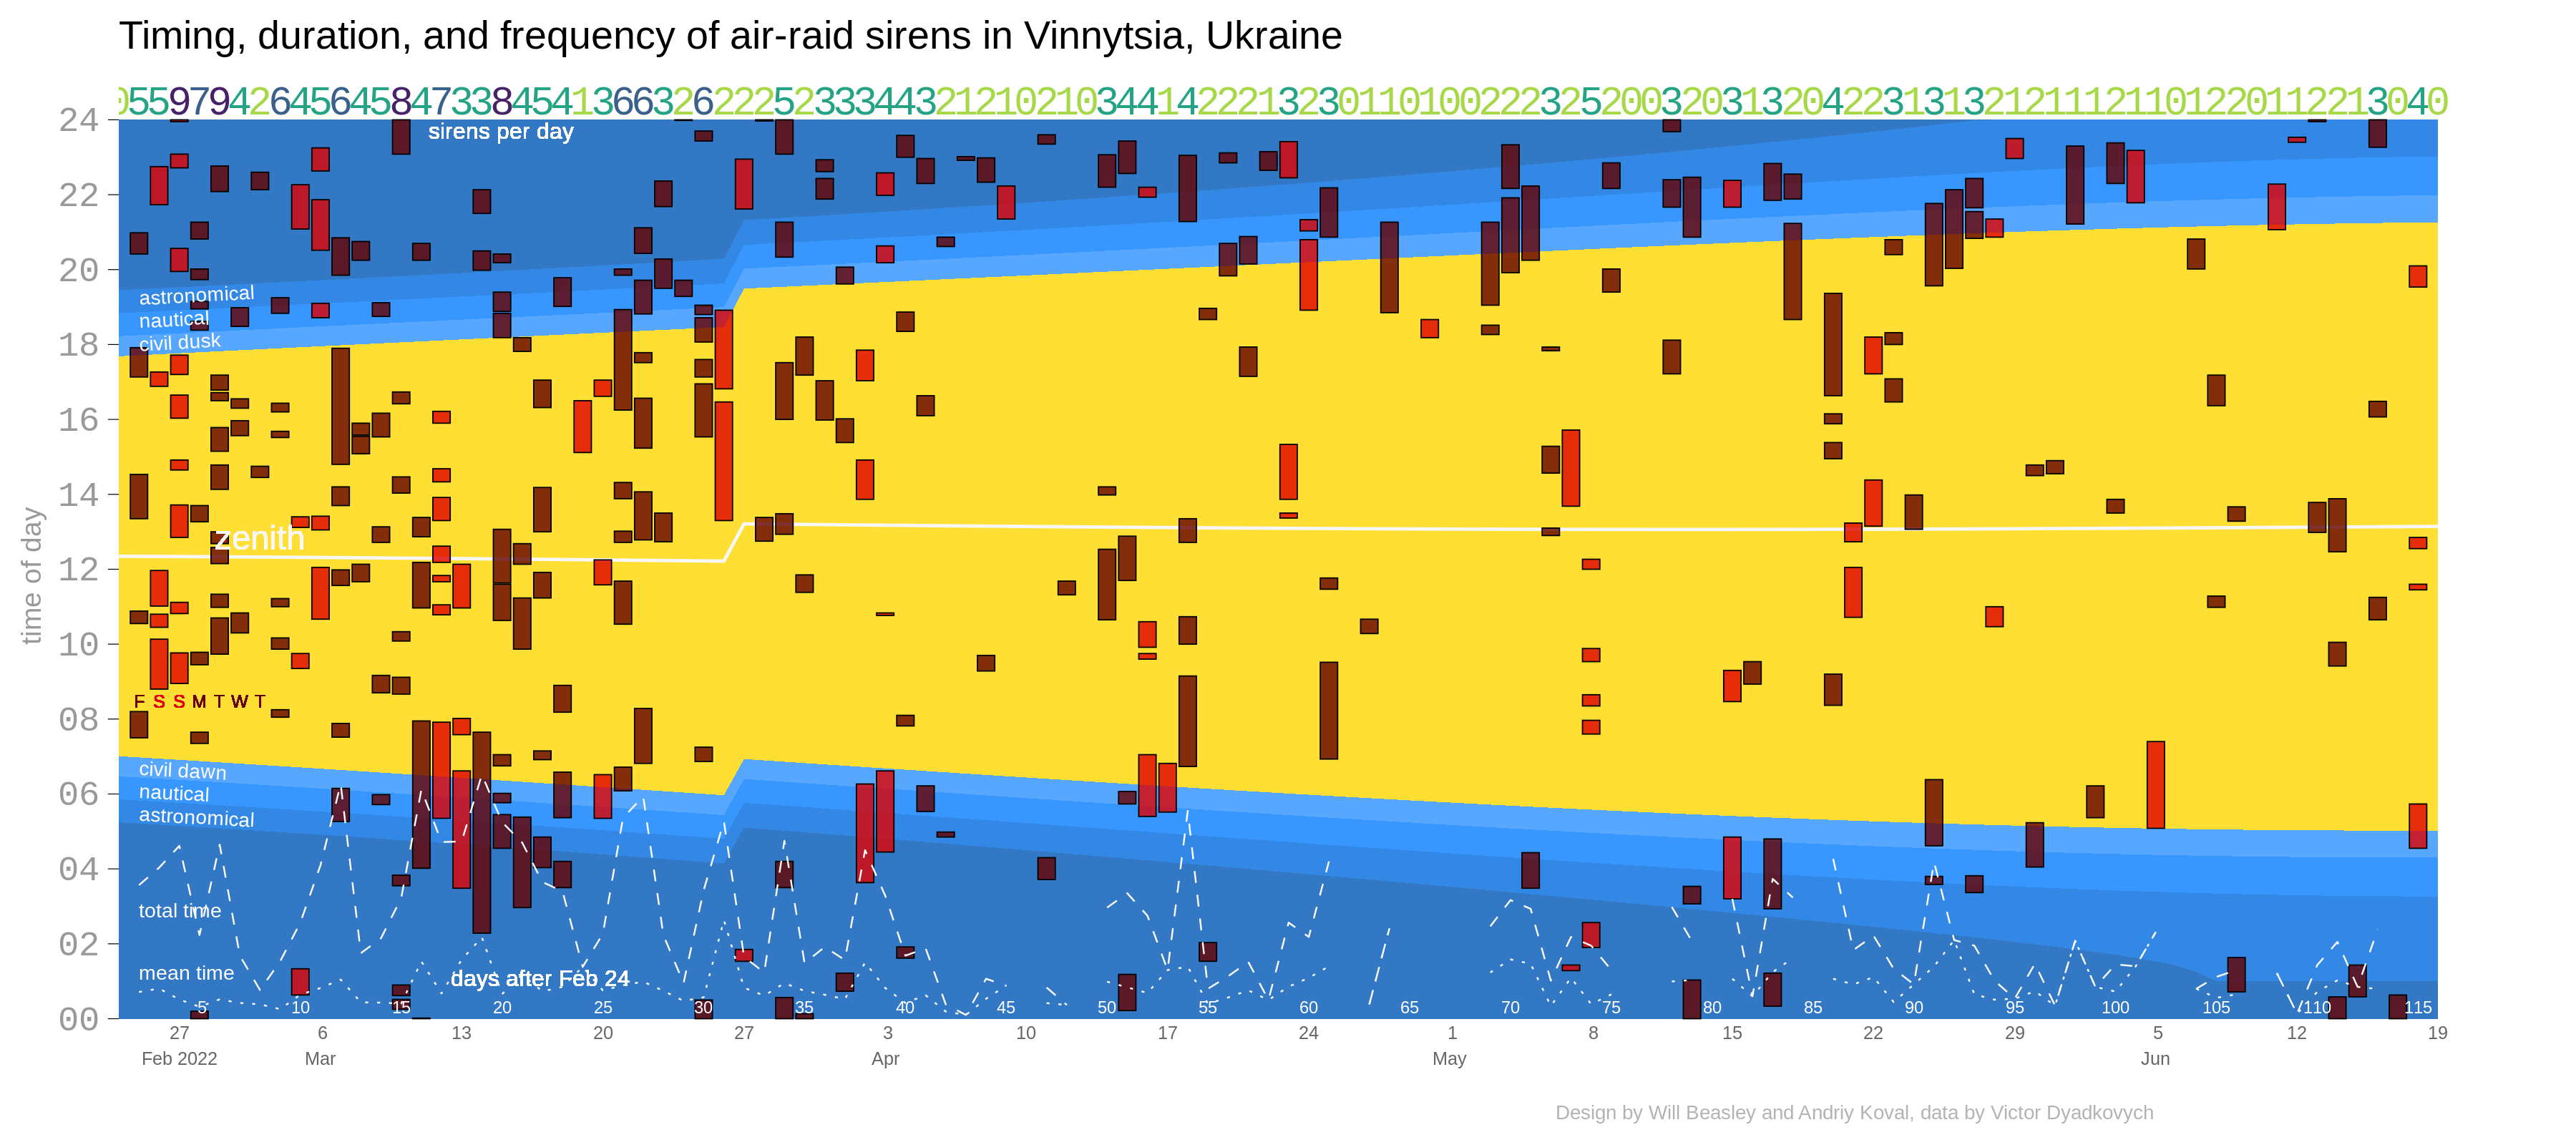 Timing, duration, and frequency of air-raid sirens in Vinnytsia, Ukraine
05597942645645847338454136632622252333443212102103441422213230110100222325200320313204223131321211121101220112213040
24
sirens per day
22
20
astronomical
nautical
civil dusk
18
16
14
zenith
12
10
F S S M T W T
08
civil dawn
nautical
astronomical
06
04
total time
02
mean time
days after Feb 24
5 10 15 20 25 30 35 40 45 50 55 60 65 70 75 80 85 90 95 100 105 110 115
00
time of day
27 6 13 20 27 3 10 17 24 1 8 15 22 29 5 12 19
Feb 2022 Mar Apr May Jun
Design by Will Beasley and Andriy Koval, data by Victor Dyadkovych